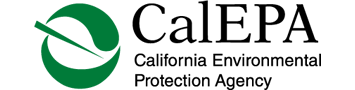 CalEPA
California Environmental
Protection Agency